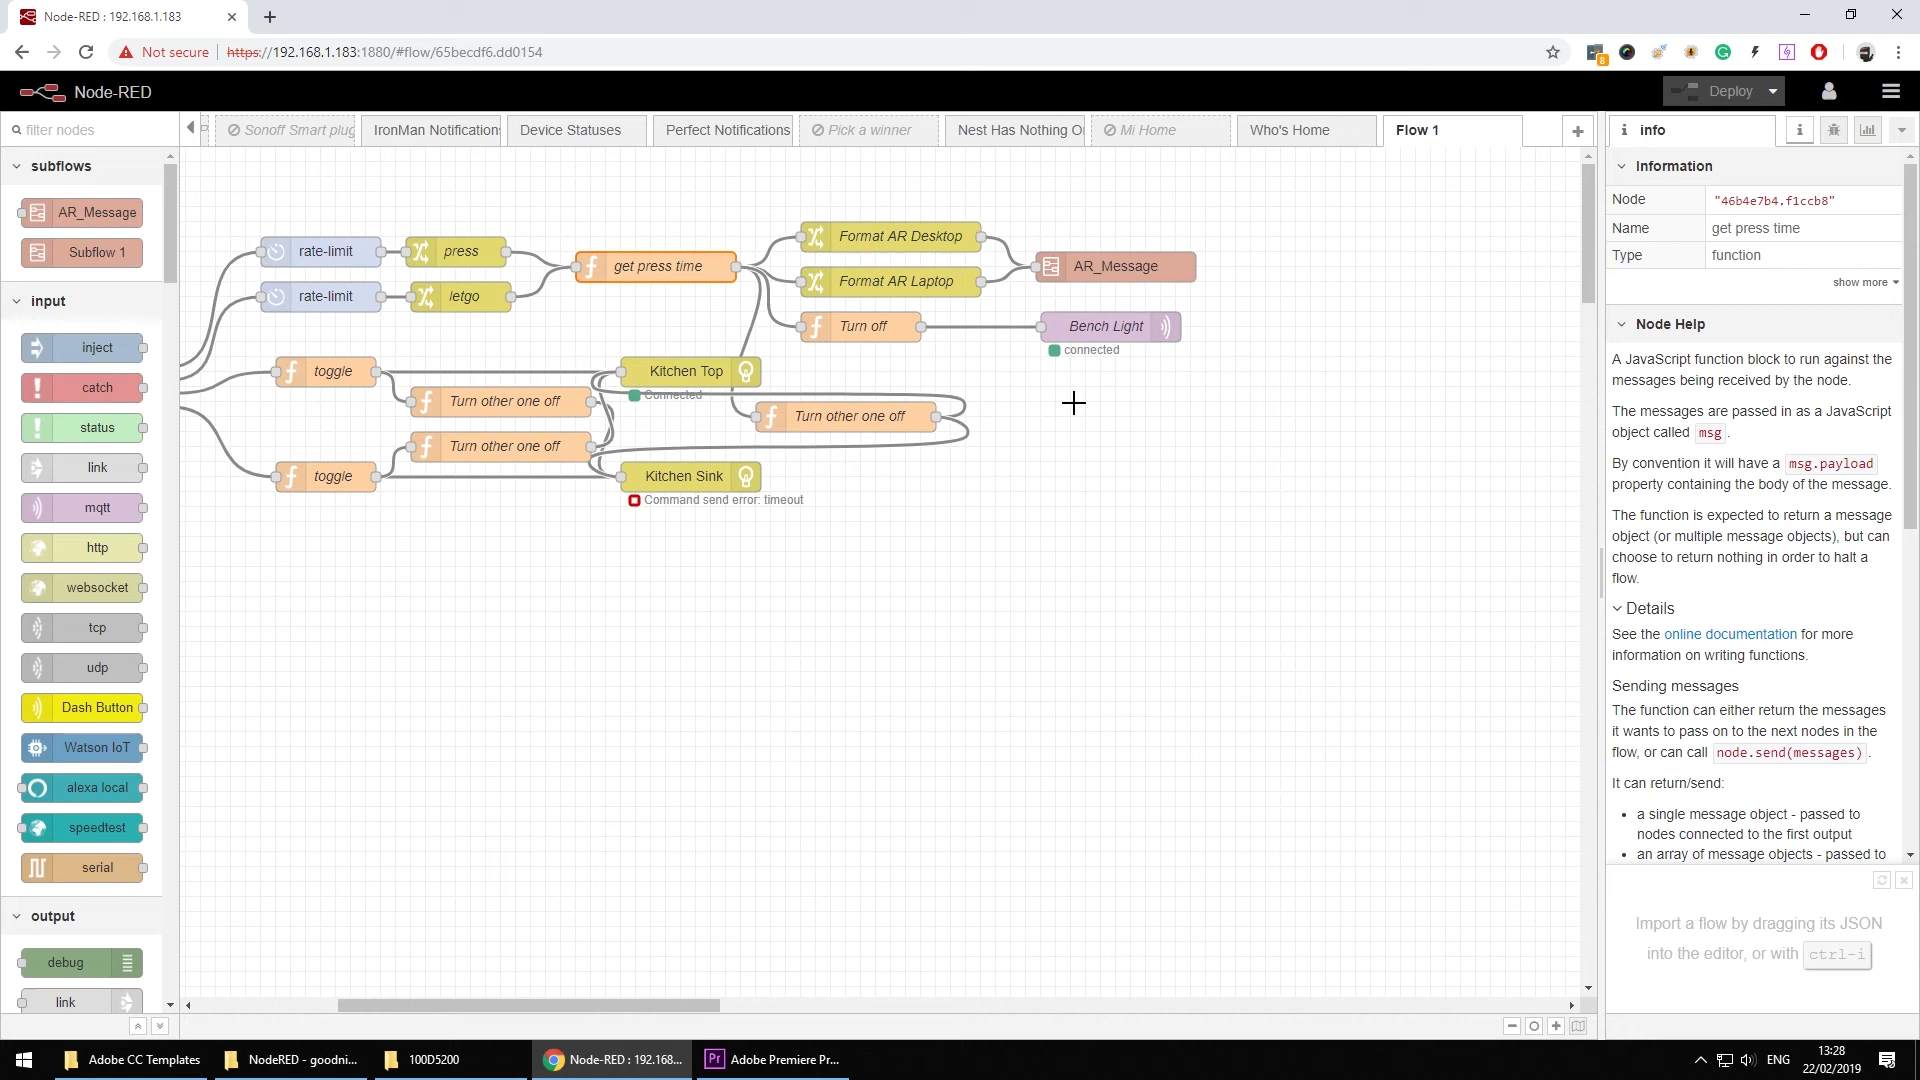 Node-RED : 192.168.1.183
Not secure
https://192.168.1.183:1880/#flow/65becdf6.dd0154
8
Node-RED
Deploy
filter nodes
Sonoff Smart plug
IronMan Notification
Device Statuses
Perfect Notifications
Pick a winner
Nest Has Nothing O
Mi Home
Who's Home
Flow 1
info
subflows
AR_Message
Subflow 1
input
inject
catch
status
link
mqtt
http
websocket
tcp
udp
Dash Button
Watson IoT
alexa local
speedtest
serial
output
debug
link
rate-limit
press
get press time
Format AR Desktop
AR_Message
rate-limit
letgo
Format AR Laptop
Turn off
Bench Light
connected
toggle
Kitchen Top
Connected
Turn other one off
Turn other one off
Turn other one off
toggle
Kitchen Sink
Command send error: timeout
Information
Node "46b4e7b4.f1ccb8"
Name get press time
Type function
show more
Node Help
A JavaScript function block to run against the
messages being received by the node.
The messages are passed in as a JavaScript
object called msg .
By convention it will have a msg.payload
property containing the body of the message.
The function is expected to return a message
object (or multiple message objects), but can
choose to return nothing in order to halt a
flow.
Details
See the online documentation for more
information on writing functions.
Sending messages
The function can either return the messages
it wants to pass on to the next nodes in the
flow, or can call node.send(messages) .
It can return/send:
• a single message object - passed to
nodes connected to the first output
• an array of message objects - passed to
Import a flow by dragging its JSON
into the editor, or with ctrl-i
Adobe CC Templates
NodeRED - goodni...
100D5200
Node-RED : 192.168...
Pr
Adobe Premiere Pr...
ENG
13:28
22/02/2019